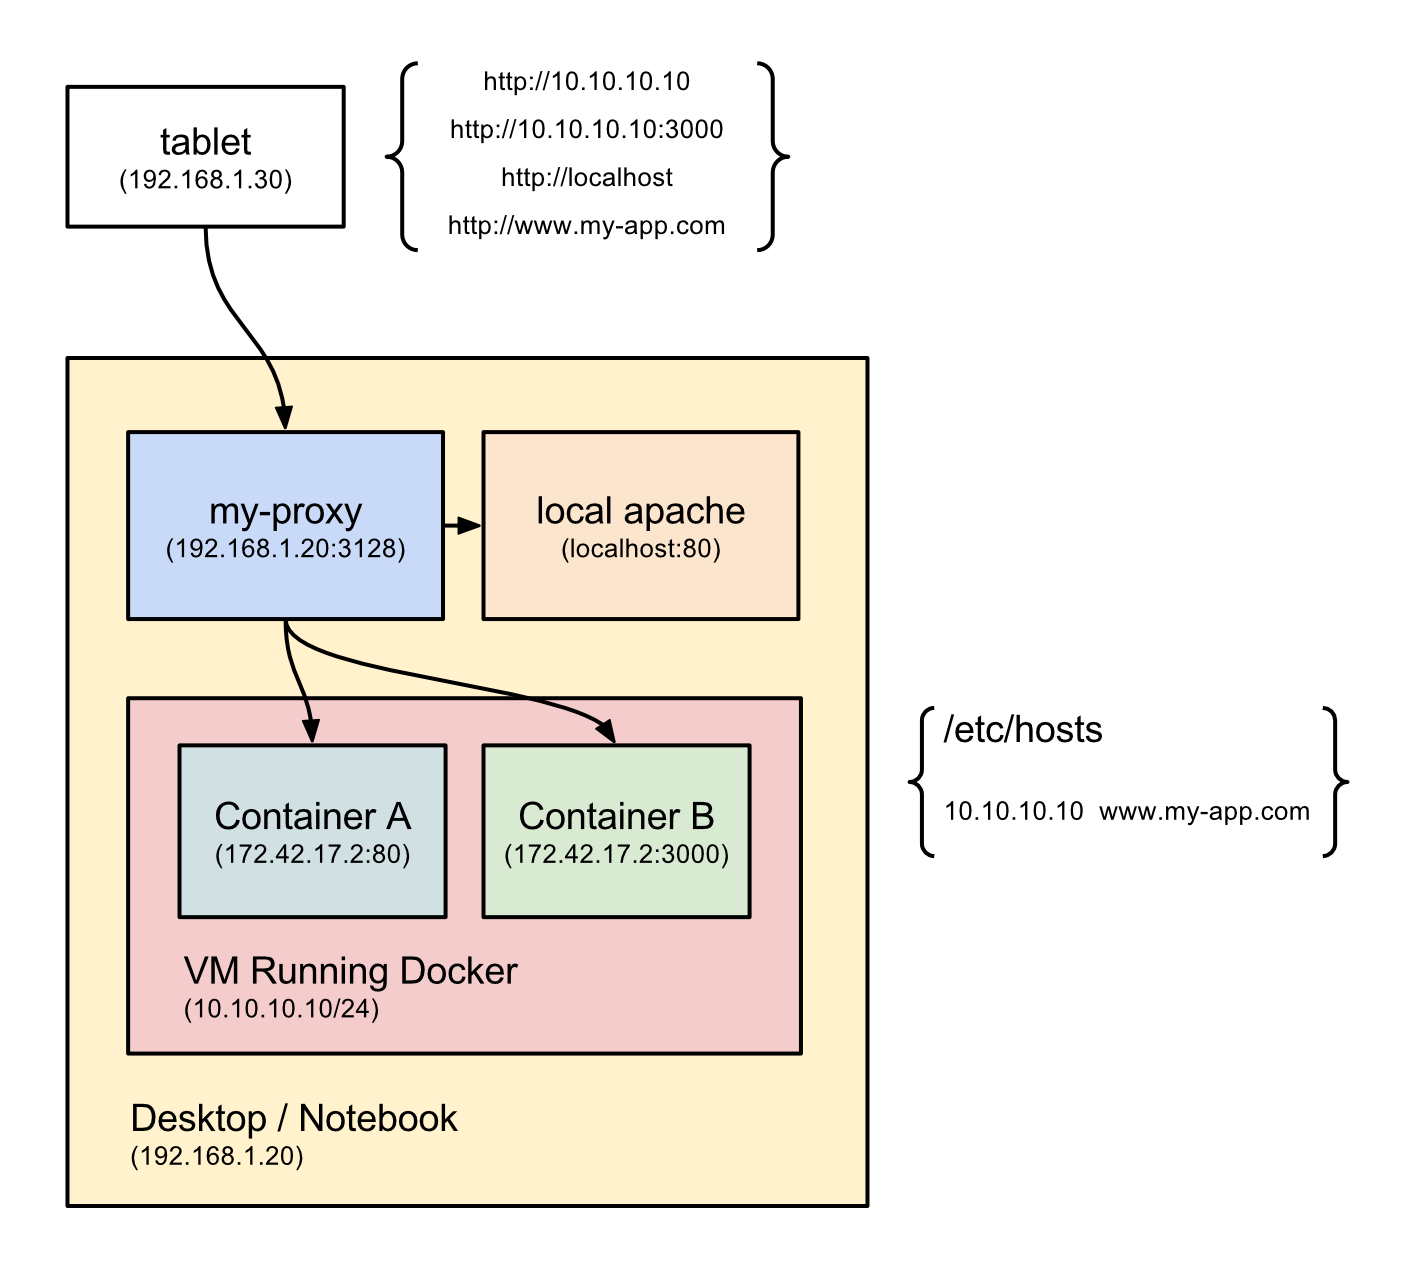 tablet
(192.168.1.30)
http://10.10.10.10
http://10.10.10.10:3000
http://localhost
http://www.my-app.com
my-proxy
(192.168.1.20:3128)
local apache
(localhost:80)
Container A
(172.42.17.2:80)
Container B
(172.42.17.2:3000)
VM Running Docker
(10.10.10.10/24)
Desktop / Notebook
(192.168.1.20)
/etc/hosts
10.10.10.10 www.my-app.com